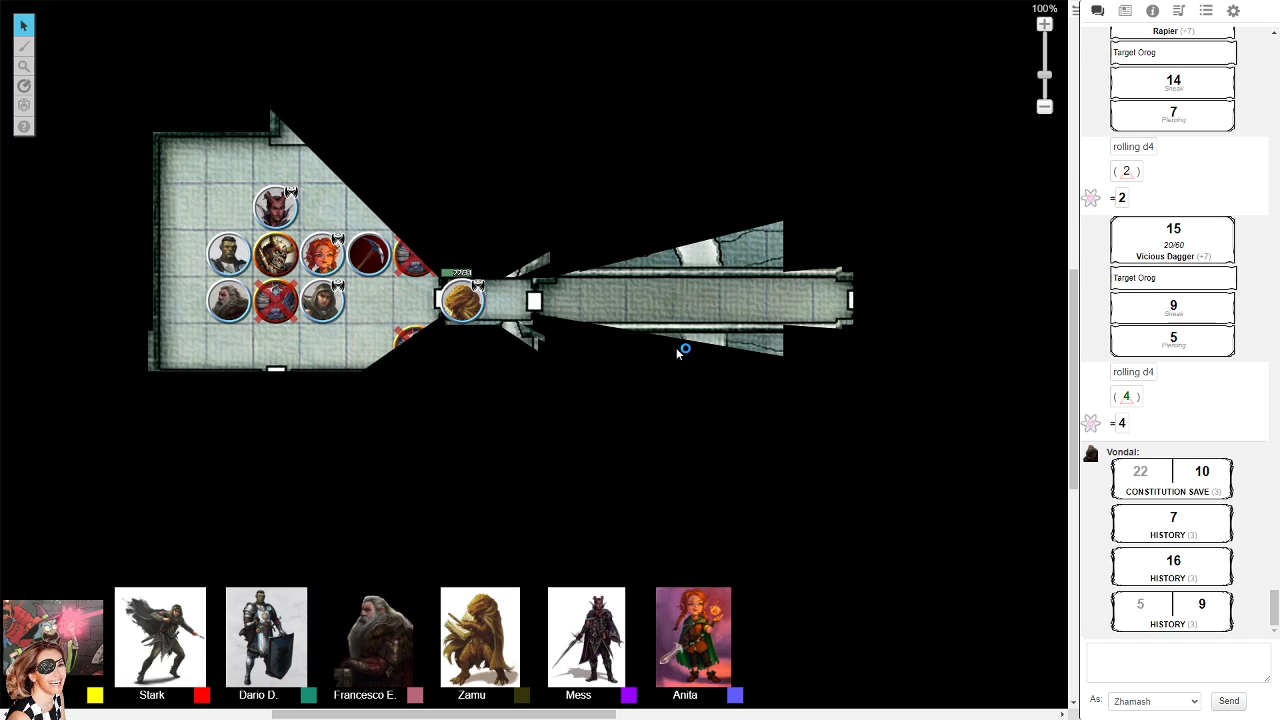 100%
Rapier (+7)
Target Orog
14
Sneak
7
Piercing
rolling d4
( 2 )
=2
15
20/60
Vicious Dagger (+7)
Target Orog
9
Sneak
5
Piercing
rolling d4
( 4 )
=4
Vondal:
22 10
CONSTITUTION SAVE (3)
7
HISTORY (3)
16
HISTORY (3)
5 9
HISTORY (3)
Stark
Dario D.
Francesco E.
Zamu
Mess
Anita
As: Zhamash Send